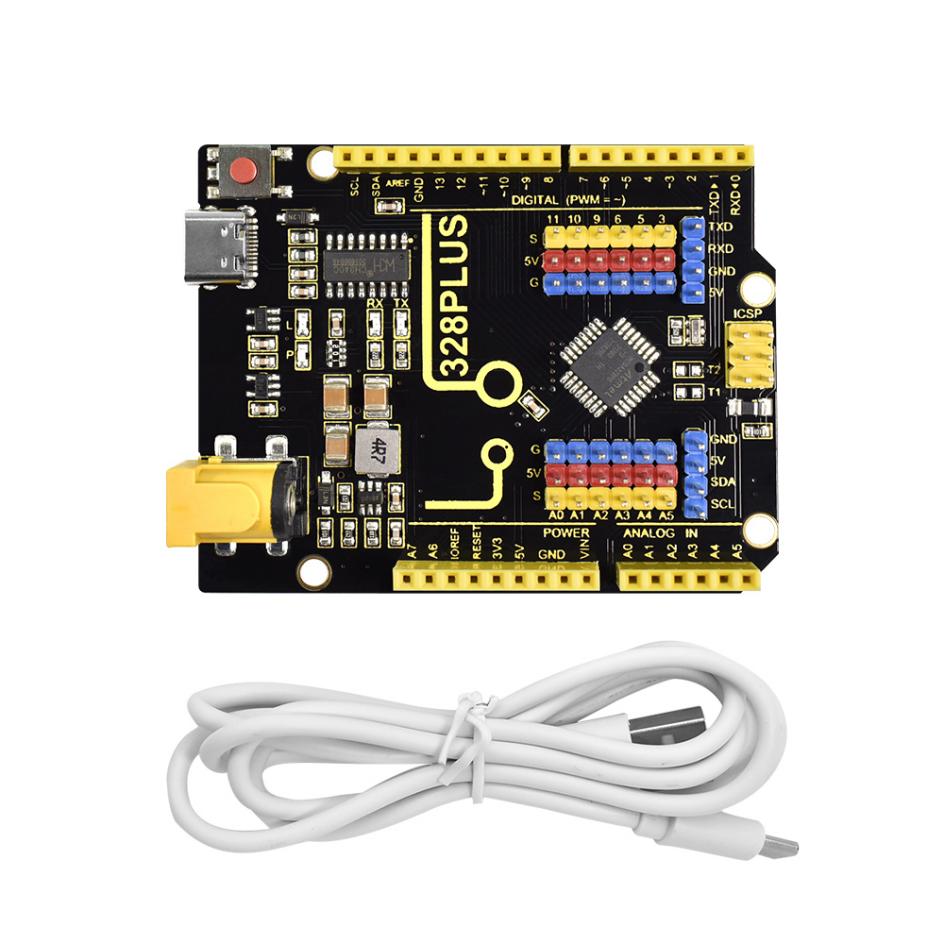 SCL
SDA
AREF
GND
13
12
~11
~10
~9
8
7
~6
~5
4
~3
2
TXD▸1
RXD◂0
DIGITAL (PWM = ~)
11 10 9 6 5 3
S
5V
G
TXD
RXD
GND
5V
328PLUS
RX TX
L
P
ICSP
T2
T1
4R7
Atmel
G
5V
S
A0 A1 A2 A3 A4 A5
GND
5V
SDA
SCL
POWER
ANALOG IN
A7
A6
IOREF
RESET
3V3
5V
GND
VIN
A0
A1
A2
A3
A4
A5